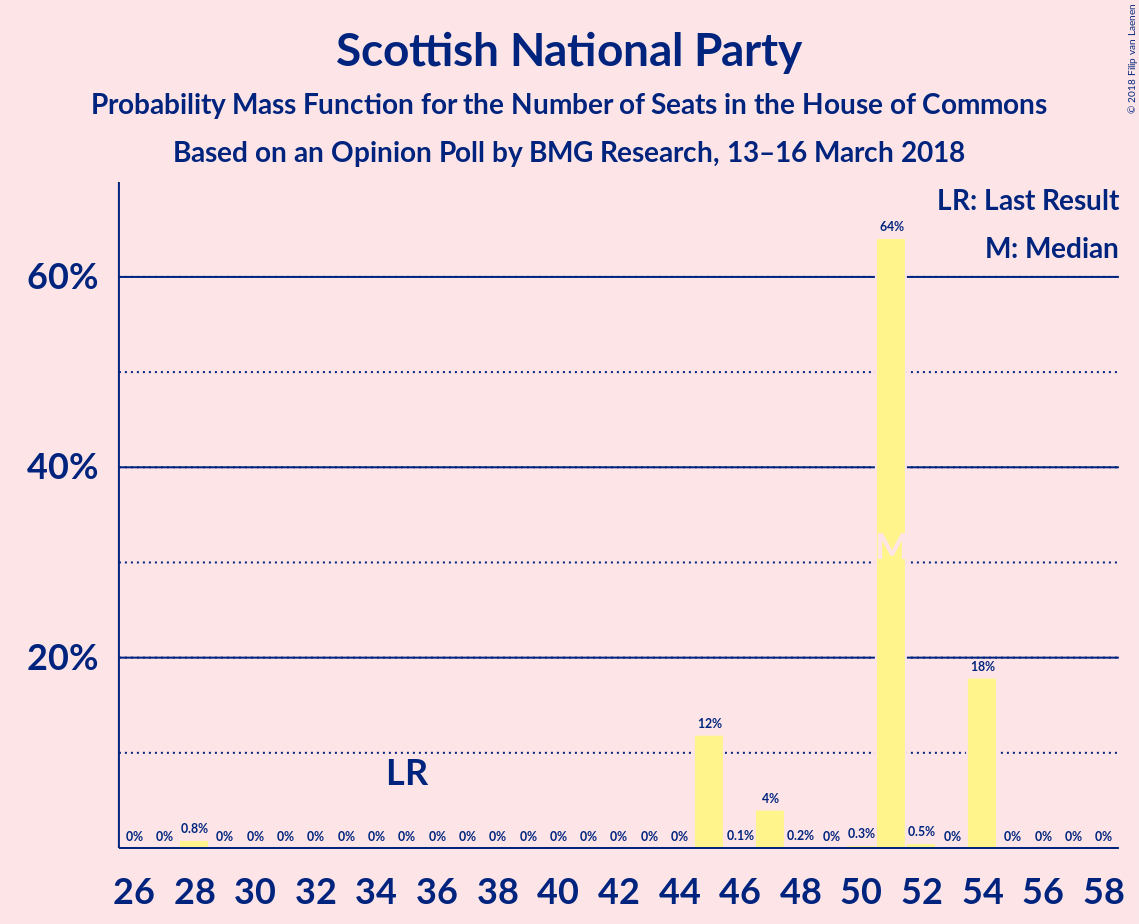 Scottish National Party
Probability Mass Function for the Number of Seats in the House of Commons
Based on an Opinion Poll by BMG Research, 13–16 March 2018
© 2018 Filip van Laenen
LR: Last Result
M: Median
60%
40%
20%
64%
M
18%
12%
LR
4%
0% 0% 0.8% 0% 0% 0% 0% 0% 0% 0% 0% 0% 0% 0% 0% 0% 0% 0% 0% 0.1% 0.2% 0% 0.3% 0.5% 0% 0% 0% 0% 0%
26 28 30 32 34 36 38 40 42 44 46 48 50 52 54 56 58